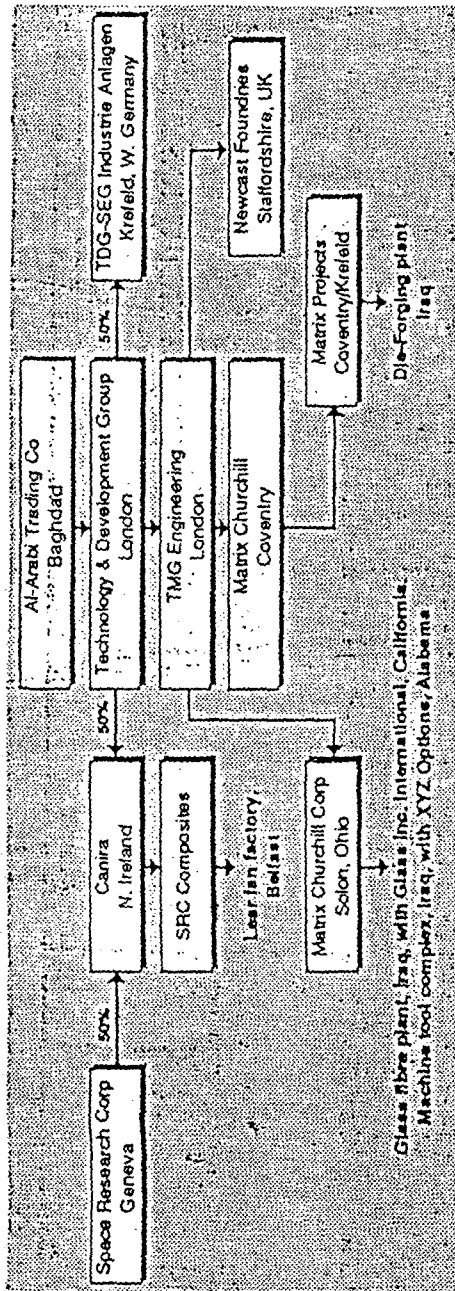 Al-Arabi Trading Co
Baghdad
Space Research Corp
Geneva
50%
Canira
N. Ireland
50%
Technology & Development Group
London
50%
TDG-SEG Industrie Anlagen
Krefeld, W. Germany
SRC Composites
TMG Engineering
London
Lear fan factory,
Belfast
Matrix Churchill
Coventry
Newcast Foundries
Staffordshire, UK
Matrix Churchill Corp
Solon, Ohio
Matrix Projects
Coventry/Krefeld
Glass fibre plant, Iraq, with Glass Inc. International, California.
Machine tool complex, Iraq, with XYZ Options, Alabama
Die-Forging plant
Iraq